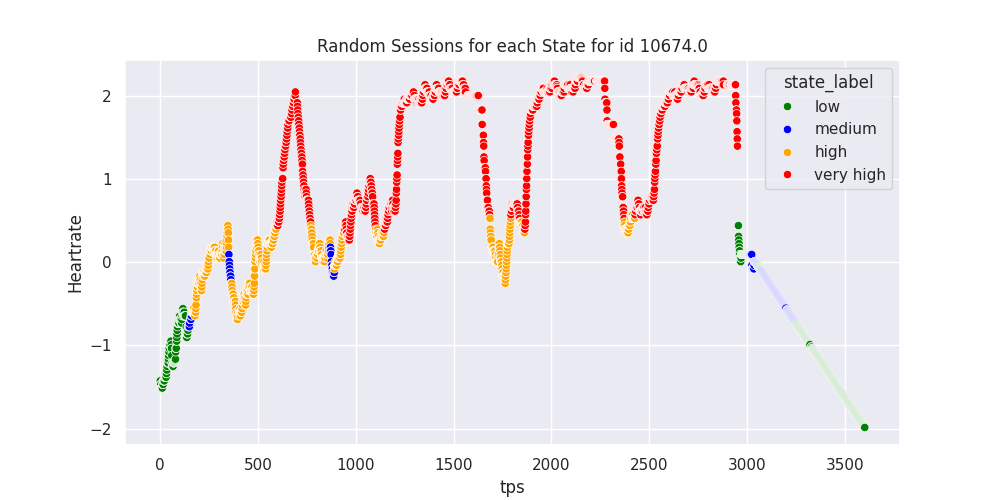 Random Sessions for each State for id 10674.0
state_label
low
medium
high
very high
Heartrate
2
1
0
−1
−2
0
500
1000
1500
2000
2500
3000
3500
tps